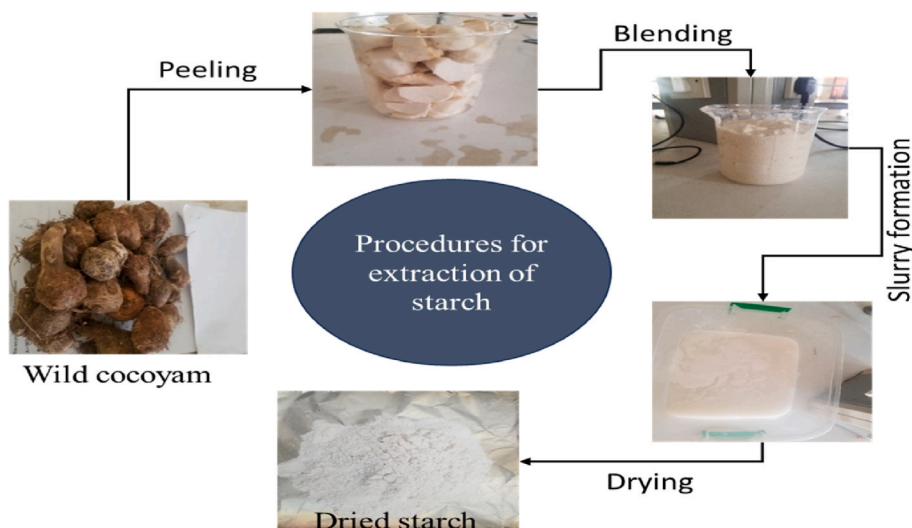 Peeling
Blending
Slurry formation
Procedures for
extraction of
starch
Wild cocoyam
Drying
Dried starch